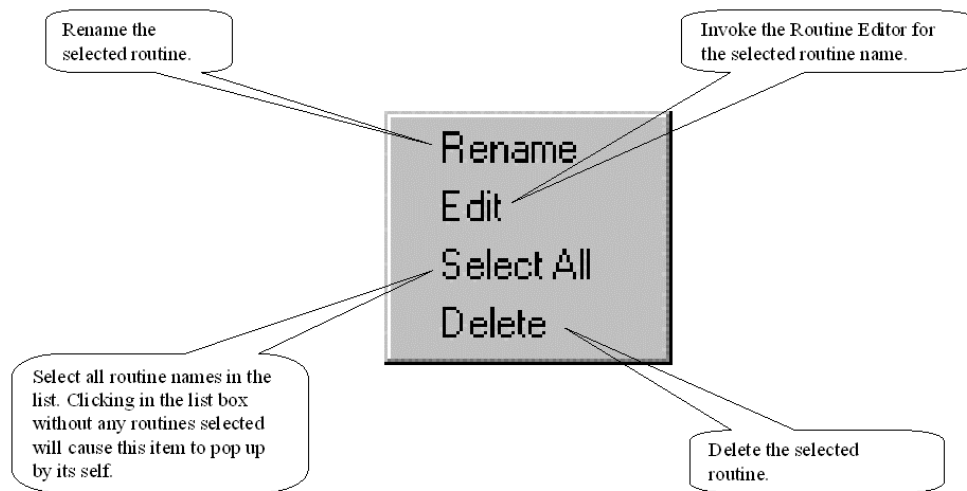 Rename the
selected routine.
Invoke the Routine Editor for
the selected routine name.
Rename
Edit
Select All
Delete
Select all routine names in the
list. Clicking in the list box
without any routines selected
will cause this item to pop up
by its self.
Delete the selected
routine.